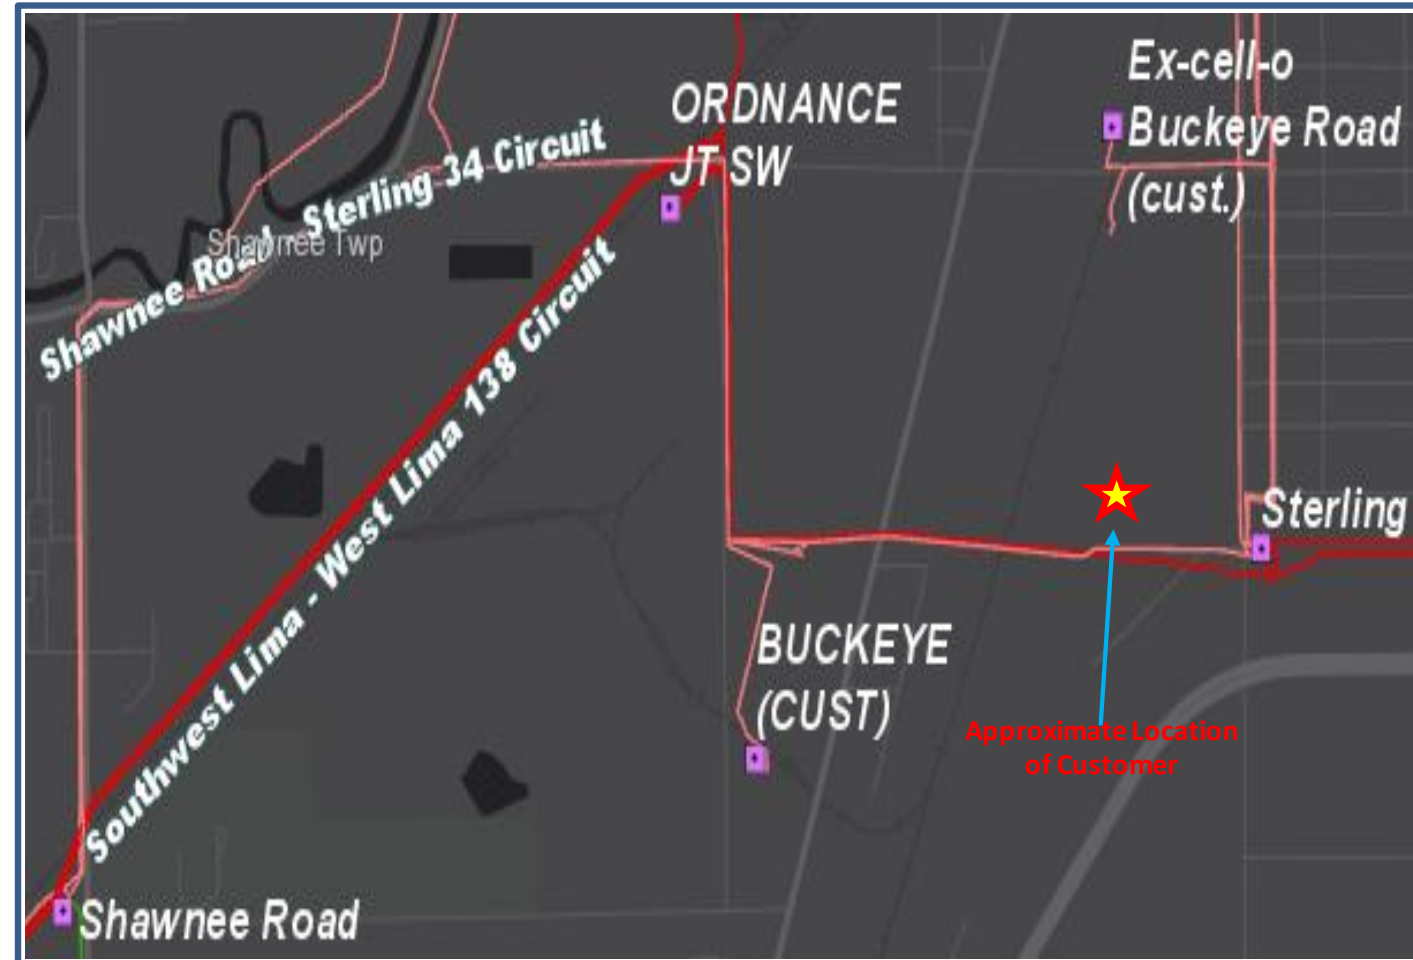 Ex-cell-o
Buckeye Road
(cust.)
ORDNANCE
JT SW
Shawnee Road - Sterling 34 Circuit
Shawnee Twp
Southwest Lima - West Lima 138 Circuit
Sterling
BUCKEYE
(CUST)
Approximate Location
of Customer
Shawnee Road